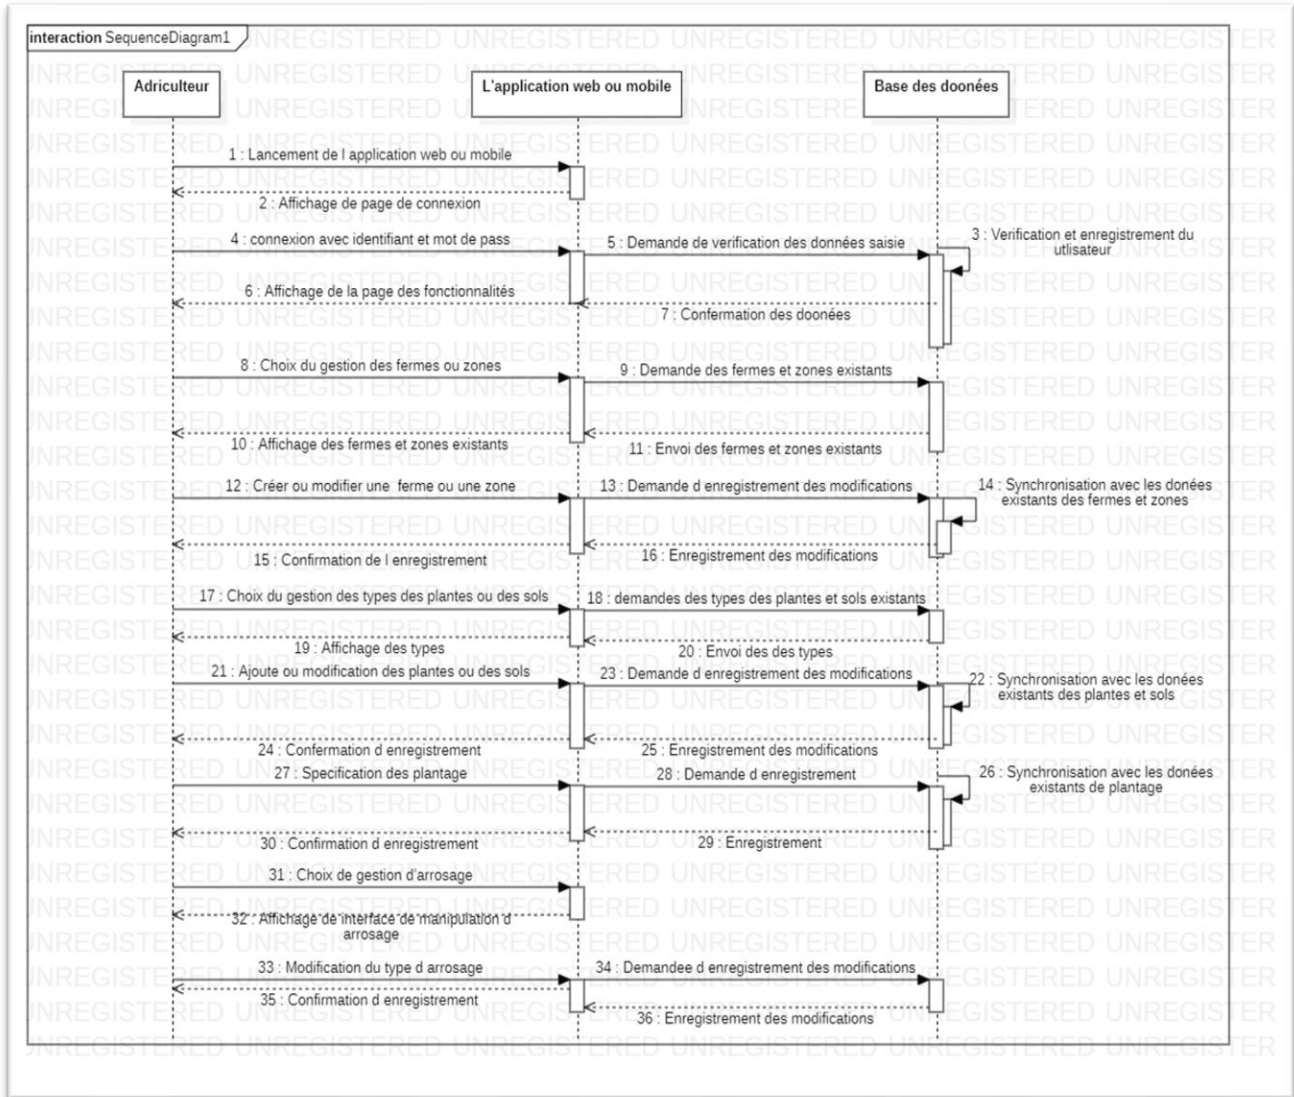 interaction SequenceDiagram1
Adriculteur
L'application web ou mobile
Base des doonées
1 : Lancement de l application web ou mobile
2 : Affichage de page de connexion
4 : connexion avec identifiant et mot de pass
5 : Demande de verification des données saisie
3 : Verification et enregistrement du
utlisateur
6 : Affichage de la page des fonctionnalités
7 : Confermation des doonées
8 : Choix du gestion des fermes ou zones
9 : Demande des fermes et zones existants
10 : Affichage des fermes et zones existants
11 : Envoi des fermes et zones existants
12 : Créer ou modifier une ferme ou une zone
13 : Demande d enregistrement des modifications
14 : Synchronisation avec les donées
existants des fermes et zones
15 : Confirmation de l enregistrement
16 : Enregistrement des modifications
17 : Choix du gestion des types des plantes ou des sols
18 : demandes des types des plantes et sols existants
19 : Affichage des types
20 : Envoi des des types
21 : Ajoute ou modification des plantes ou des sols
23 : Demande d enregistrement des modifications
22 : Synchronisation avec les donées
existants des plantes et sols
24 : Confermation d enregistrement
25 : Enregistrement des modifications
27 : Specification des plantage
28 : Demande d enregistrement
26 : Synchronisation avec les donées
existants de plantage
30 : Confirmation d enregistrement
29 : Enregistrement
31 : Choix de gestion d'arrosage
32 : Affichage de interface de manipulation d
arrosage
33 : Modification du type d arrosage
34 : Demandee d enregistrement des modifications
35 : Confirmation d enregistrement
36 : Enregistrement des modifications